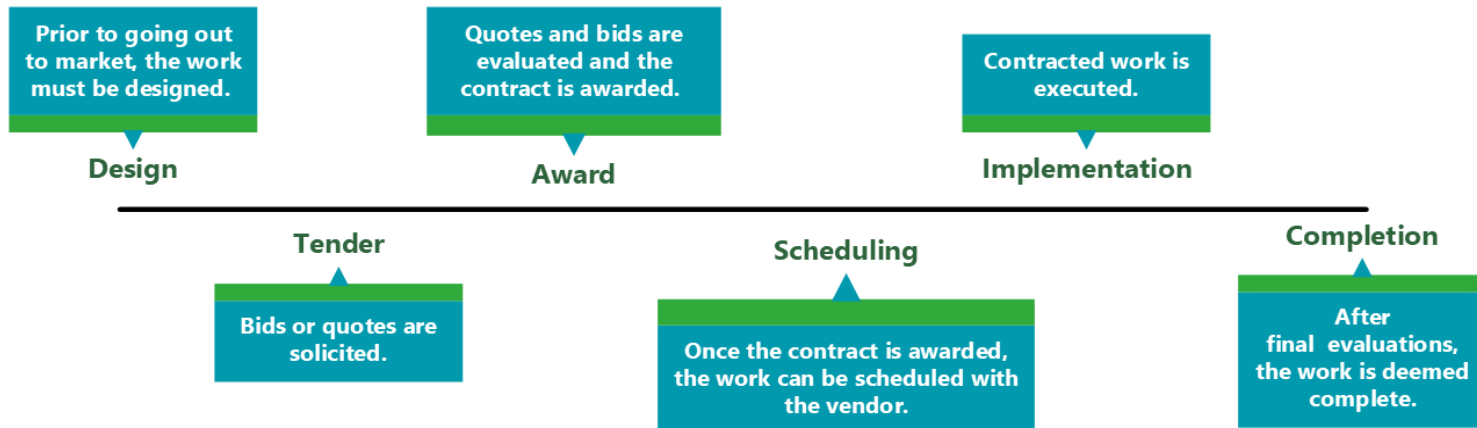 Prior to going out
to market, the work
must be designed.
Design
Bids or quotes are
solicited.
Tender
Quotes and bids are
evaluated and the
contract is awarded.
Award
Scheduling
Once the contract is awarded,
the work can be scheduled with
the vendor.
Contracted work is
executed.
Implementation
Completion
After
final evaluations,
the work is deemed
complete.